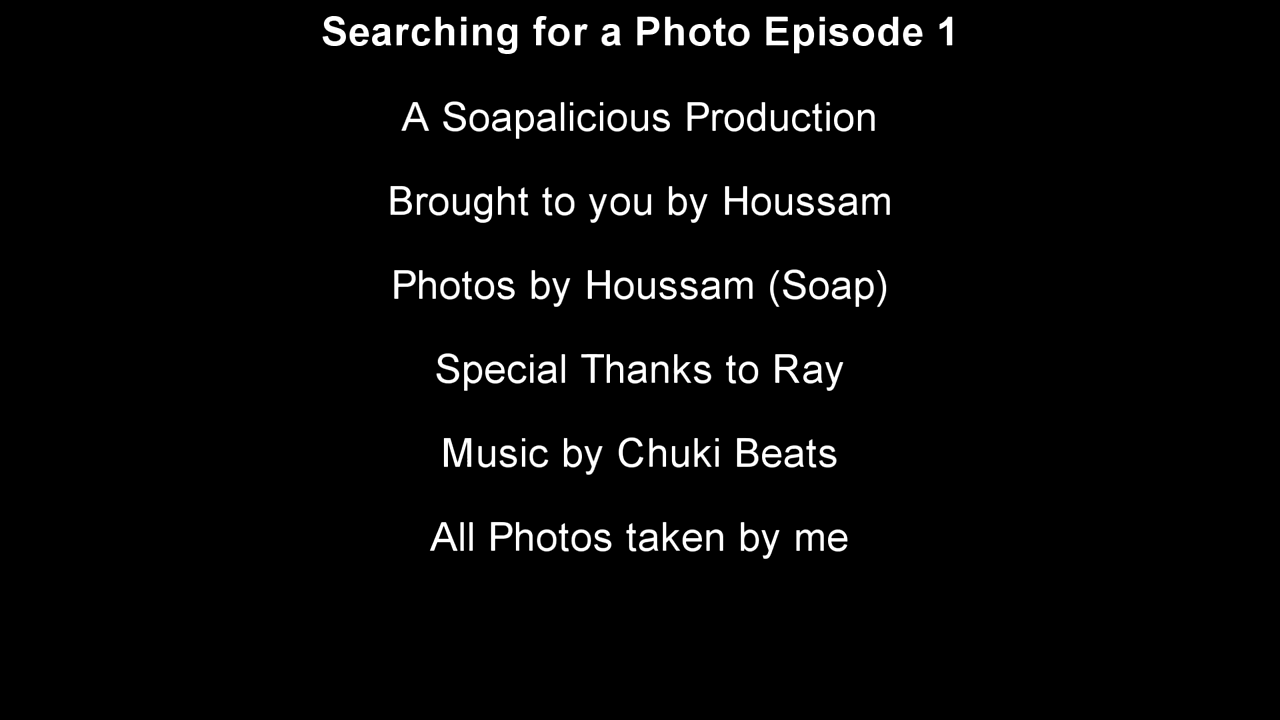 Searching for a Photo Episode 1
A Soapalicious Production
Brought to you by Houssam
Photos by Houssam (Soap)
Special Thanks to Ray
Music by Chuki Beats
All Photos taken by me